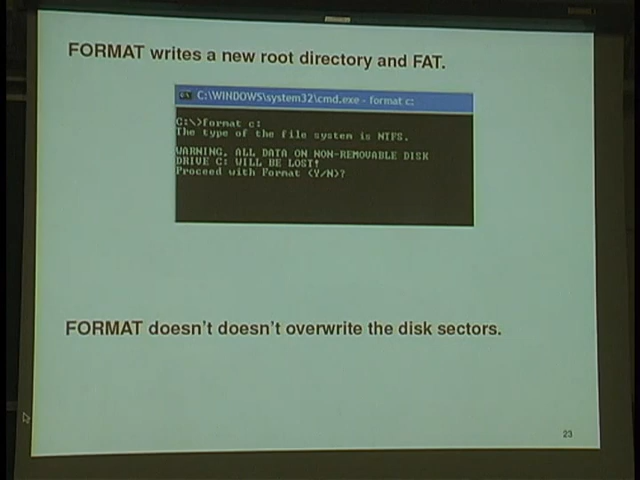 FORMAT writes a new root directory and FAT.
C:\WINDOWS\system32\cmd.exe - format c:
C:\>format c:
The type of the file system is NTFS.
WARNING, ALL DATA ON NON-REMOVABLE DISK
DRIVE C: WILL BE LOST!
Proceed with Format (Y/N)?
FORMAT doesn't doesn't overwrite the disk sectors.
23